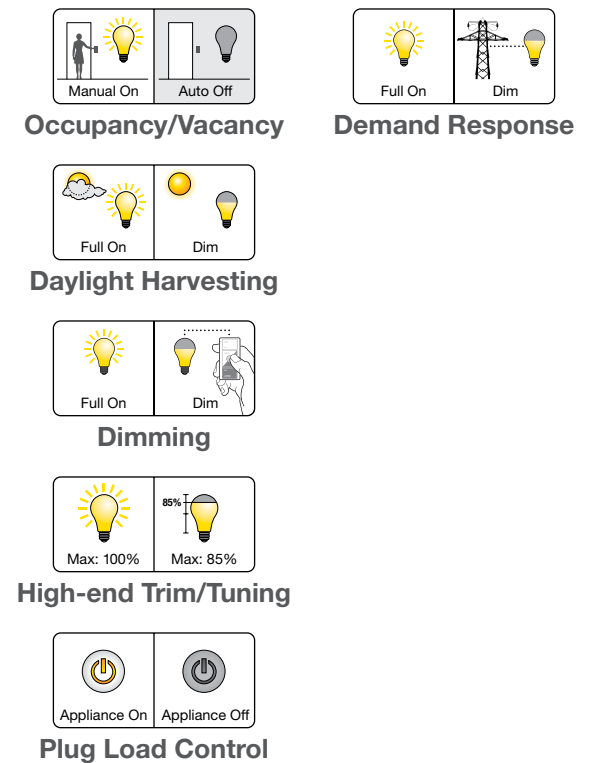 Manual On
Auto Off
Occupancy/Vacancy
Full On
Dim
Demand Response
Full On
Dim
Daylight Harvesting
Full On
Dim
Dimming
85%
Max: 100%
Max: 85%
High-end Trim/Tuning
Appliance On
Appliance Off
Plug Load Control